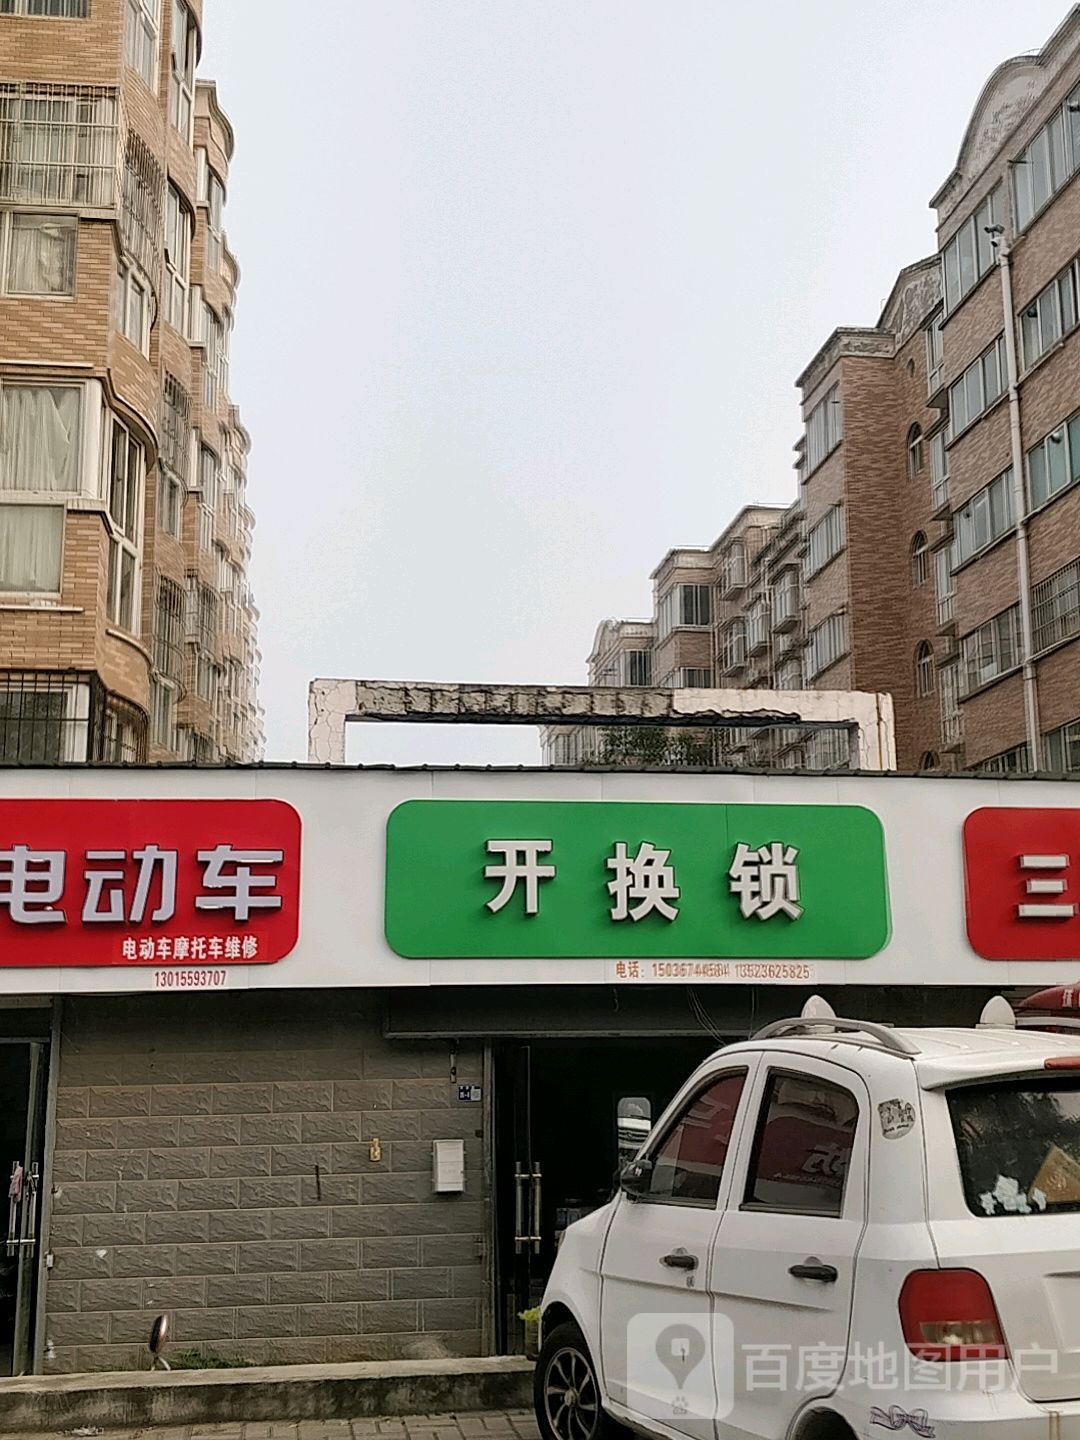 电动车
电动车摩托车维修
13015593707
开换锁
电话: 13523625825
三
百度地图用户